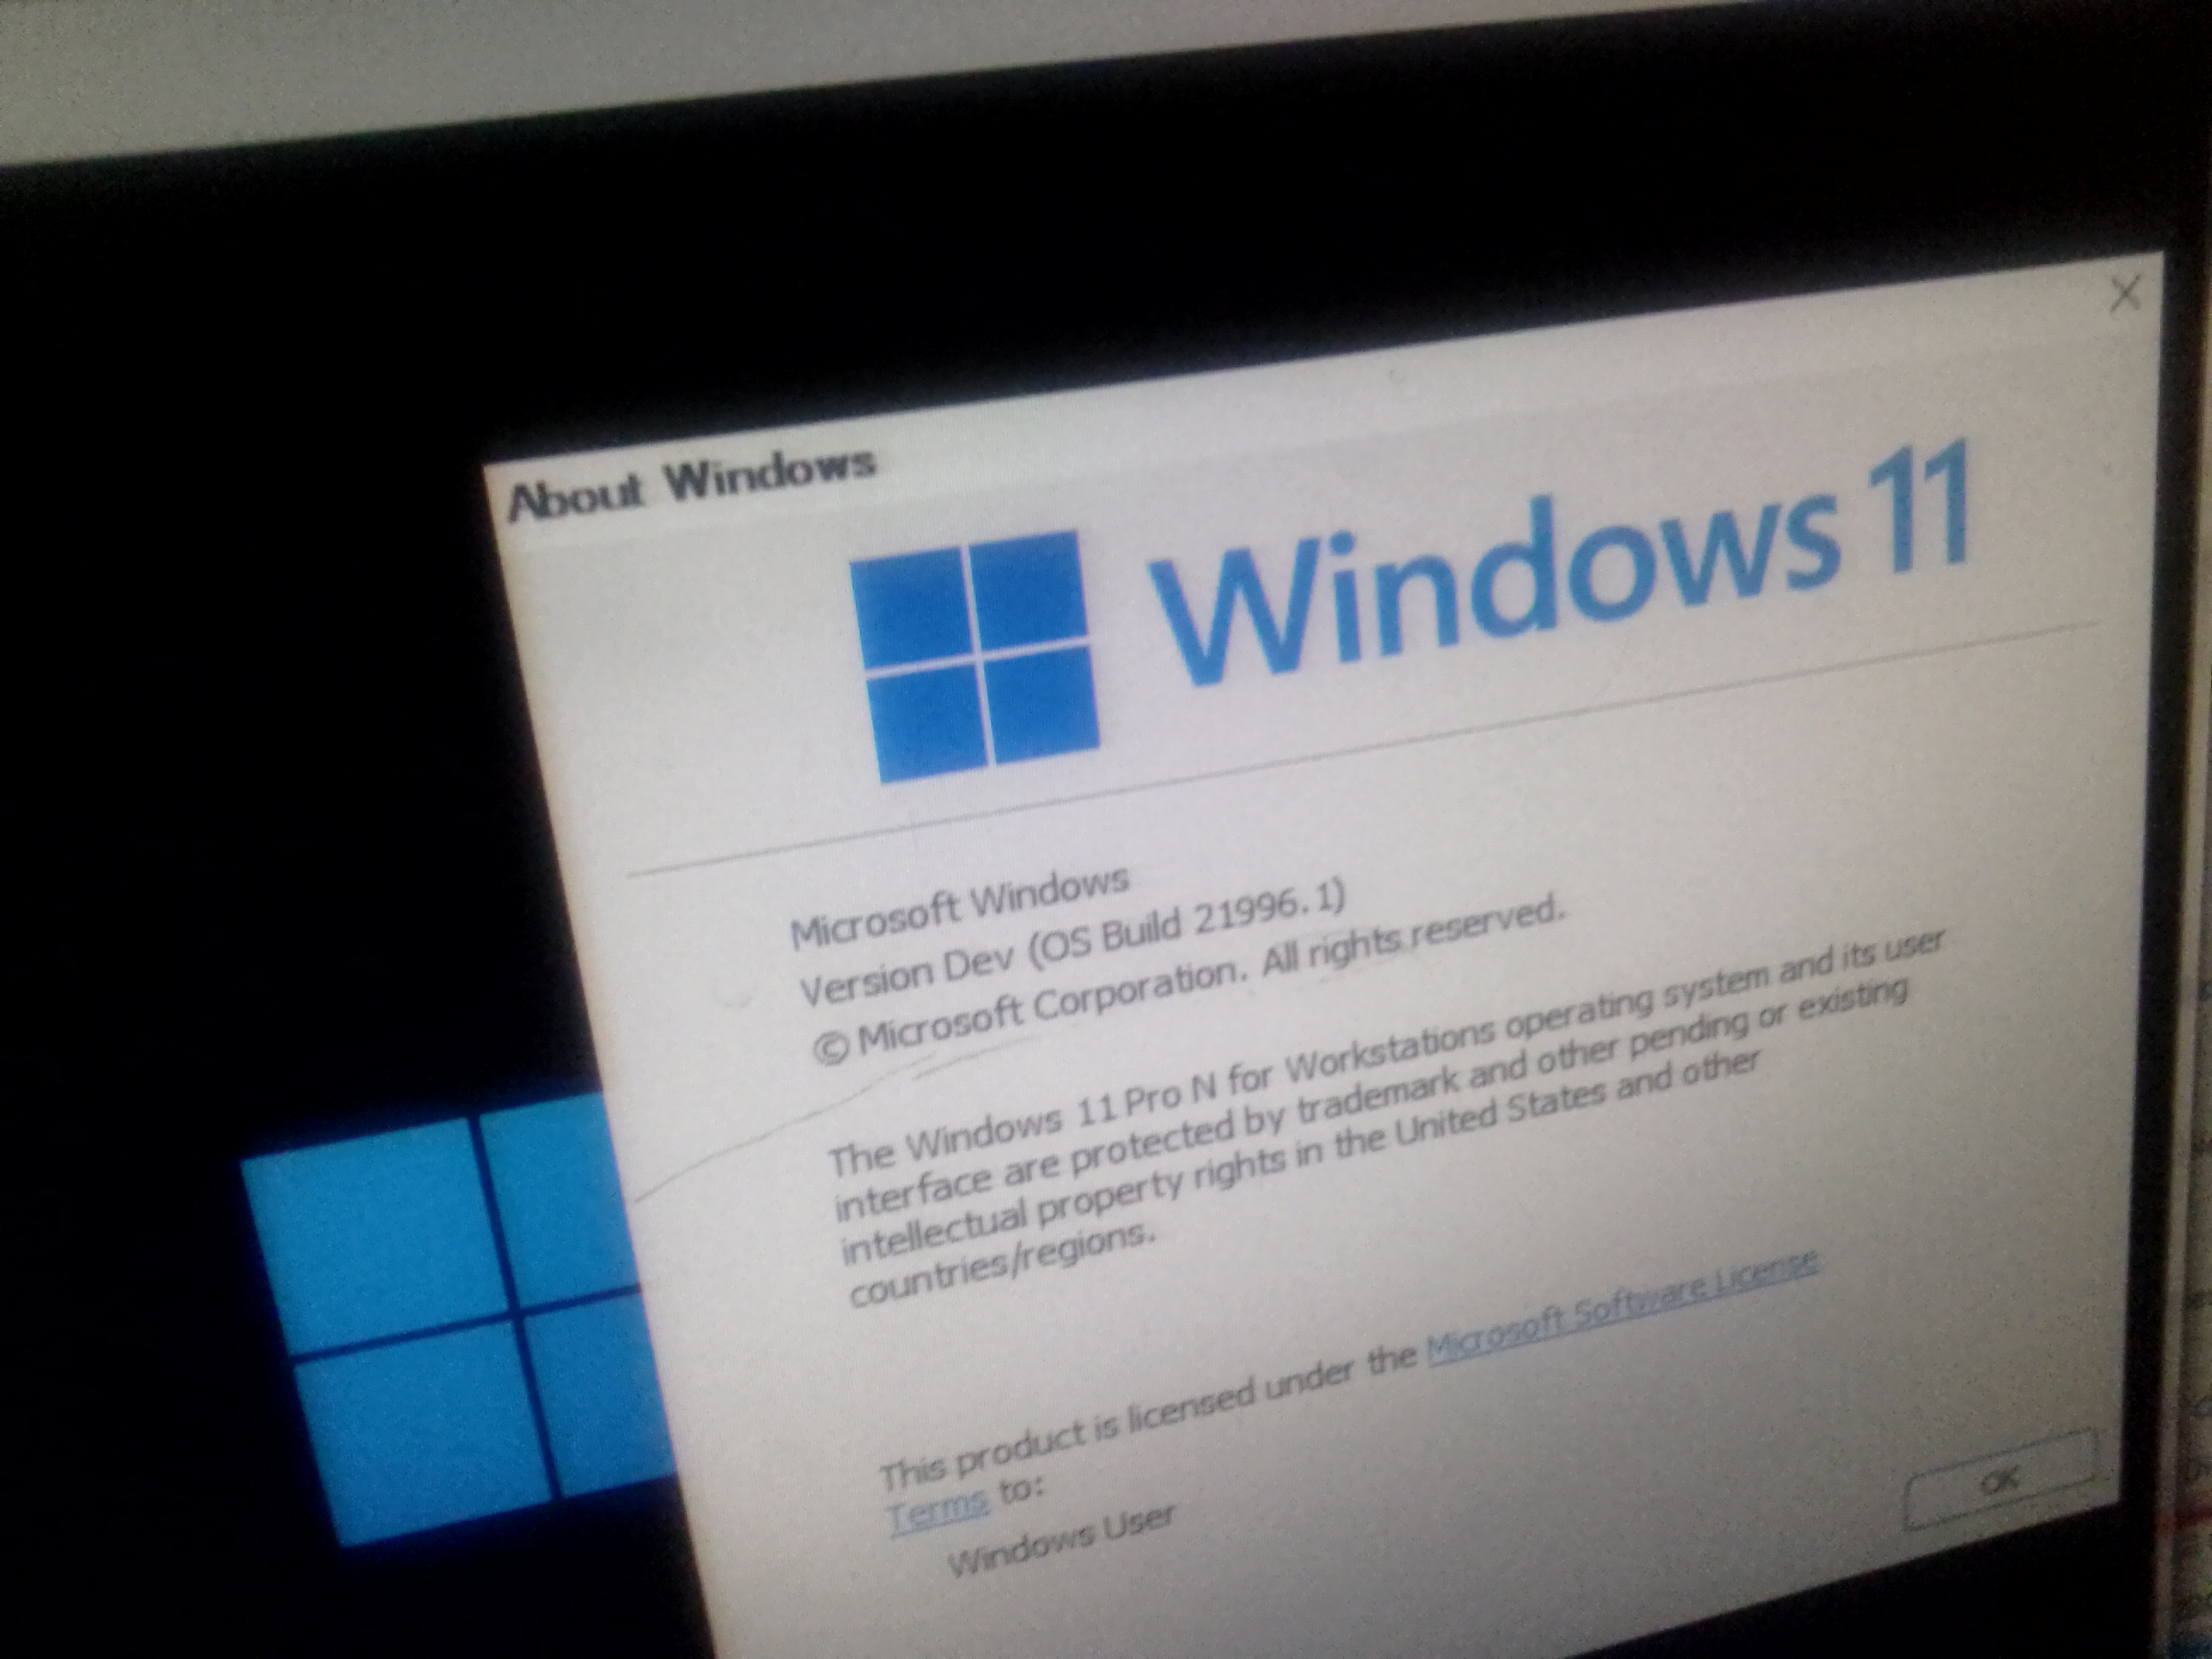 About Windows
Windows 11
Microsoft Windows
Version Dev (OS Build 21996.1)
© Microsoft Corporation. All rights reserved.
The Windows 11 Pro N for Workstations operating system and its user
interface are protected by trademark and other pending or existing
intellectual property rights in the United States and other
countries/regions.
This product is licensed under the Microsoft Software License
Terms to:
Windows User
OK